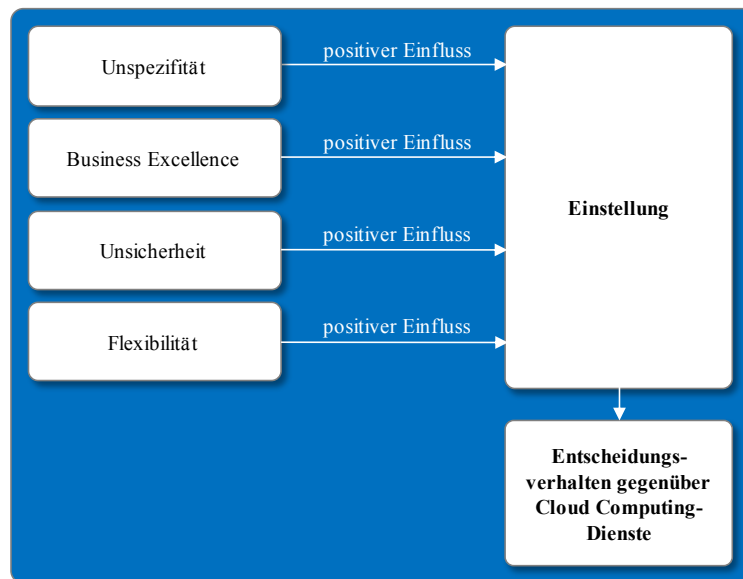 Unspezifität
positiver Einfluss
Business Excellence
positiver Einfluss
Unsicherheit
positiver Einfluss
Flexibilität
positiver Einfluss
Einstellung
Entscheidungs-
verhalten gegenüber
Cloud Computing-
Dienste